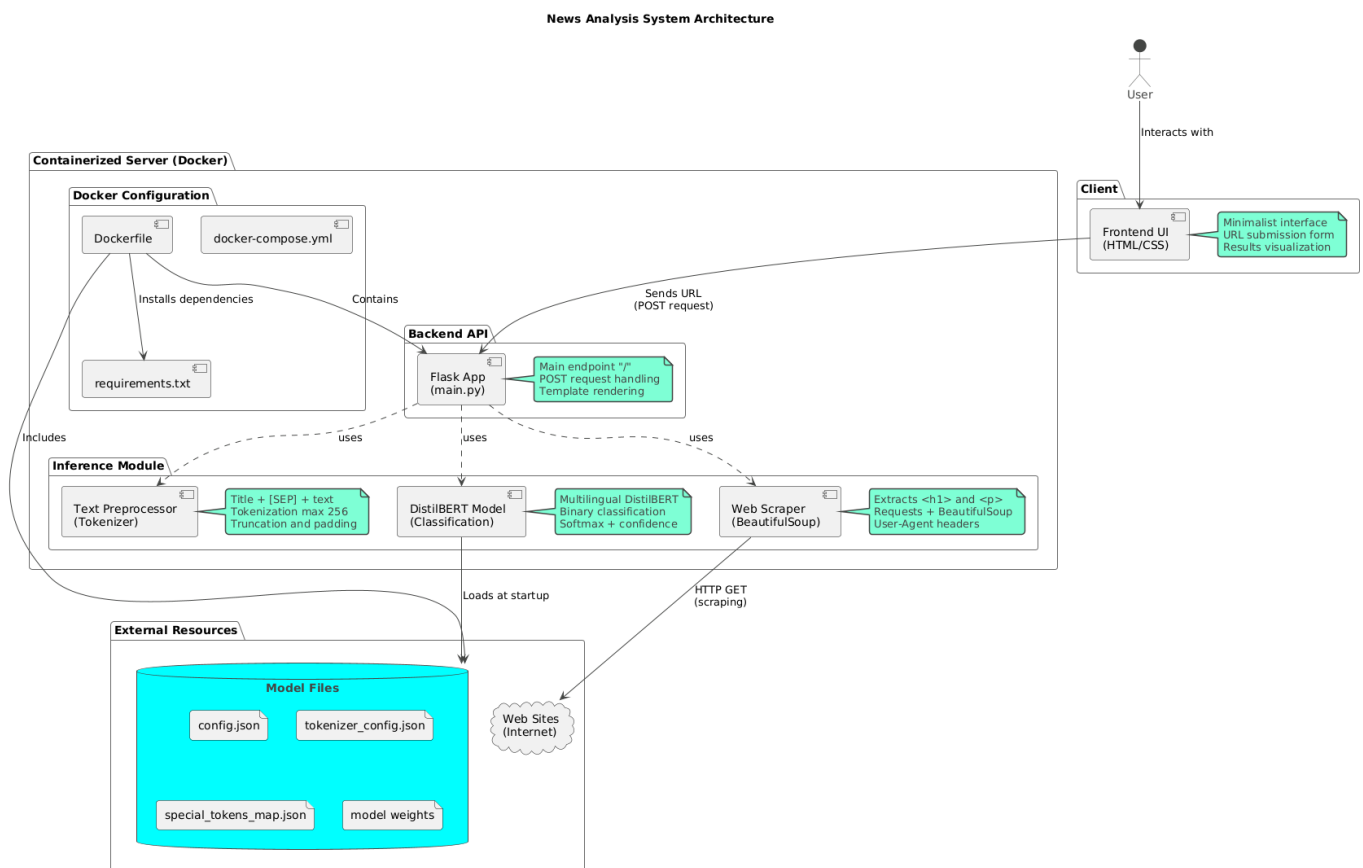 News Analysis System Architecture
User
Interacts with
Containerized Server (Docker)
Docker Configuration
Dockerfile
docker-compose.yml
Client
Frontend UI
(HTML/CSS)
Minimalist interface
URL submission form
Results visualization
Installs dependencies
Contains
Sends URL
(POST request)
requirements.txt
Backend API
Flask App
(main.py)
Main endpoint "/"
POST request handling
Template rendering
Includes
uses
uses
uses
Inference Module
Text Preprocessor
(Tokenizer)
Title + [SEP] + text
Tokenization max 256
Truncation and padding
DistilBERT Model
(Classification)
Multilingual DistilBERT
Binary classification
Softmax + confidence
Web Scraper
(BeautifulSoup)
Extracts <h1> and <p>
Requests + BeautifulSoup
User-Agent headers
Loads at startup
HTTP GET
(scraping)
External Resources
Model Files
config.json
tokenizer_config.json
special_tokens_map.json
model weights
Web Sites
(Internet)